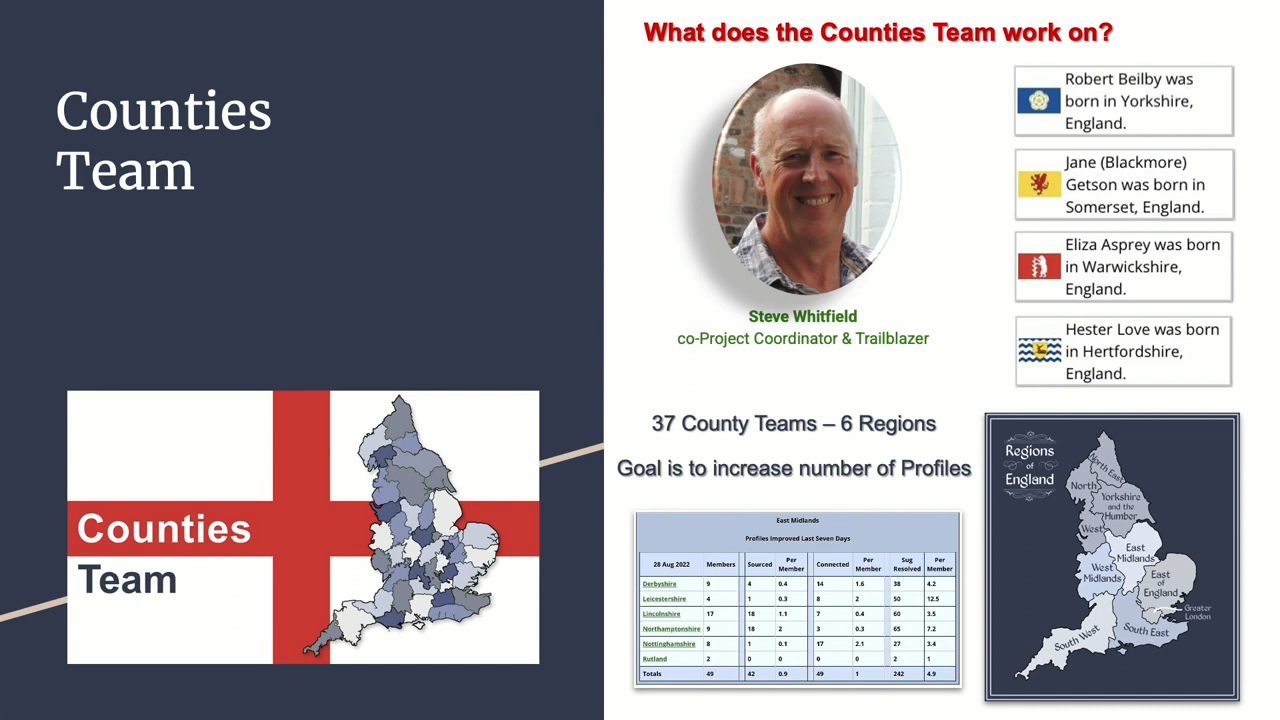 Counties
Team
Counties
Team
What does the Counties Team work on?
Steve Whitfield
co-Project Coordinator & Trailblazer
Robert Beilby was
born in Yorkshire,
England.
Jane (Blackmore)
Getson was born in
Somerset, England.
Eliza Asprey was born
in Warwickshire,
England.
Hester Love was born
in Hertfordshire,
England.
37 County Teams – 6 Regions
Goal is to increase number of Profiles
East Midlands
Profiles Improved Last Seven Days
28 Aug 2022 Members Sourced Per Member Connected Per Member Sug Resolved Per Member
Derbyshire 9 4 0.4 14 1.6 38 4.2
Leicestershire 4 1 0.3 8 2 50 12.5
Lincolnshire 17 18 1.1 7 0.4 60 3.5
Northamptonshire 9 18 2 3 0.3 65 7.2
Nottinghamshire 8 1 0.1 17 2.1 27 3.4
Rutland 2 0 0 0 0 2 1
Totals 49 42 0.9 49 1 242 4.9
Regions
of
England
North East
North
West
Yorkshire
and the
Humber
East
Midlands
West
Midlands
East
of
England
Greater
London
South East
South West